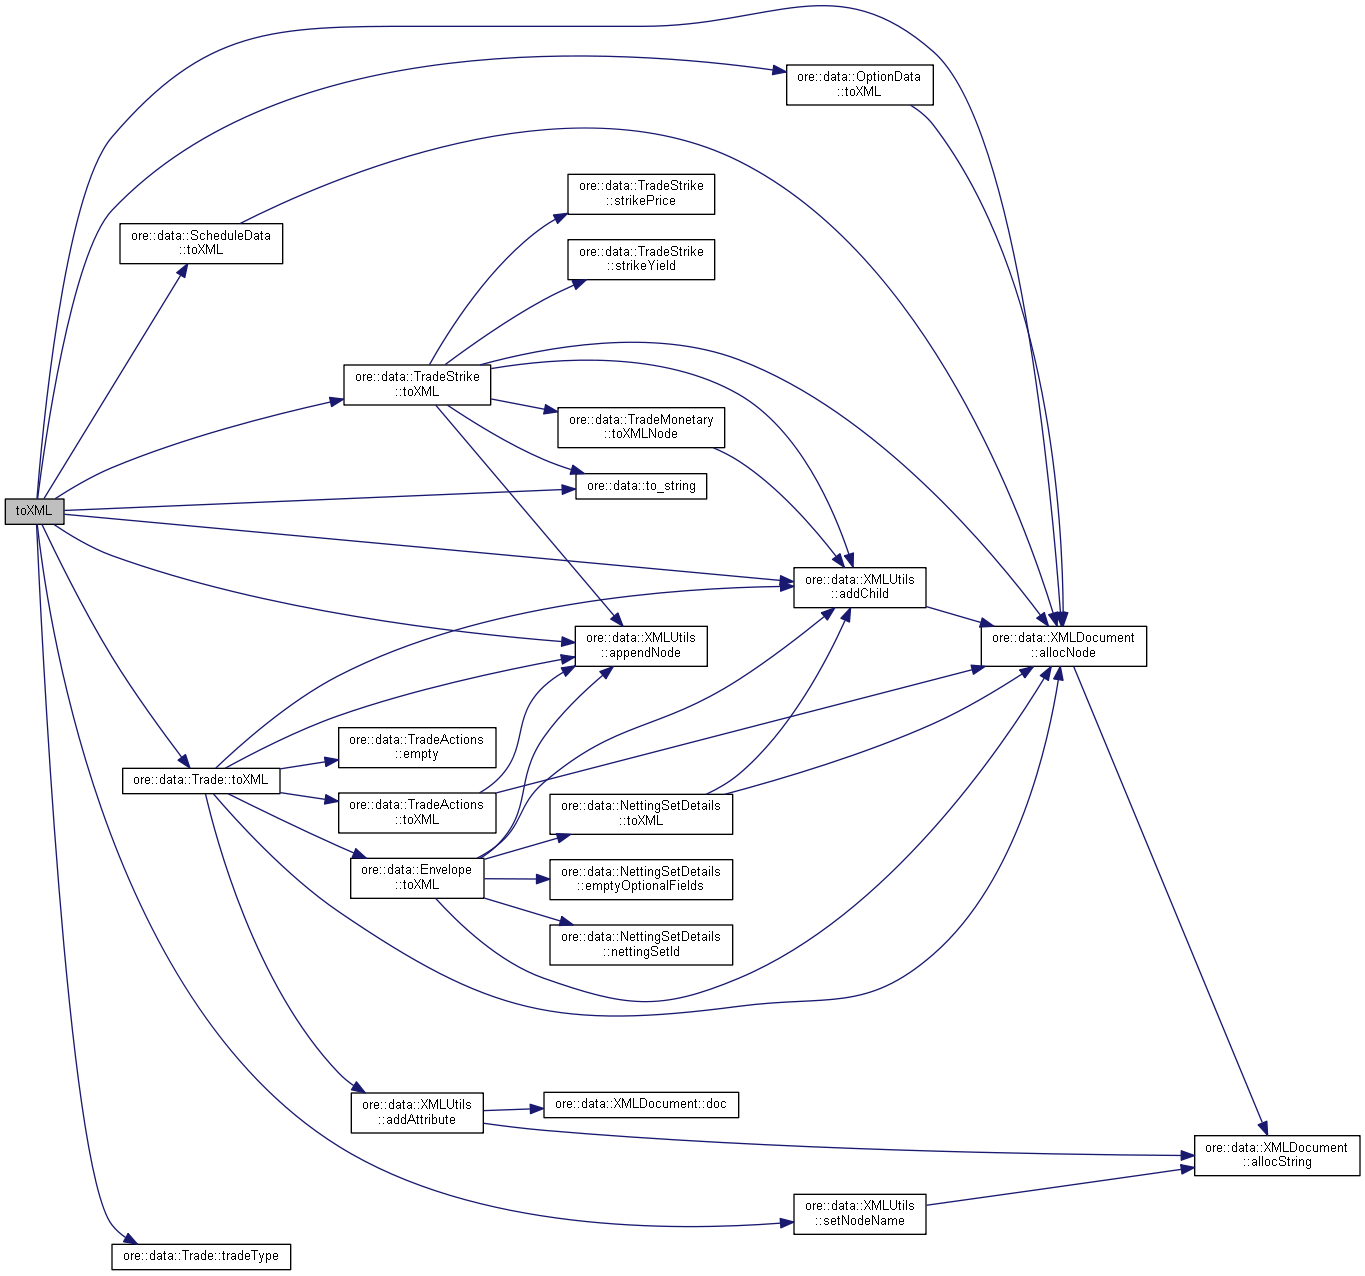 ore::data::OptionData
::toXML
ore::data::TradeStrike
::strikePrice
ore::data::ScheduleData
::toXML
ore::data::TradeStrike
::strikeYield
ore::data::TradeStrike
::toXML
ore::data::TradeMonetary
::toXMLNode
ore::data::to_string
toXML
ore::data::XMLUtils
::addChild
ore::data::XMLUtils
::appendNode
ore::data::XMLDocument
::allocNode
ore::data::TradeActions
::empty
ore::data::Trade::toXML
ore::data::TradeActions
::toXML
ore::data::NettingSetDetails
::toXML
ore::data::Envelope
::toXML
ore::data::NettingSetDetails
::emptyOptionalFields
ore::data::NettingSetDetails
::nettingSetId
ore::data::XMLUtils
::addAttribute
ore::data::XMLDocument::doc
ore::data::XMLDocument
::allocString
ore::data::XMLUtils
::setNodeName
ore::data::Trade::tradeType